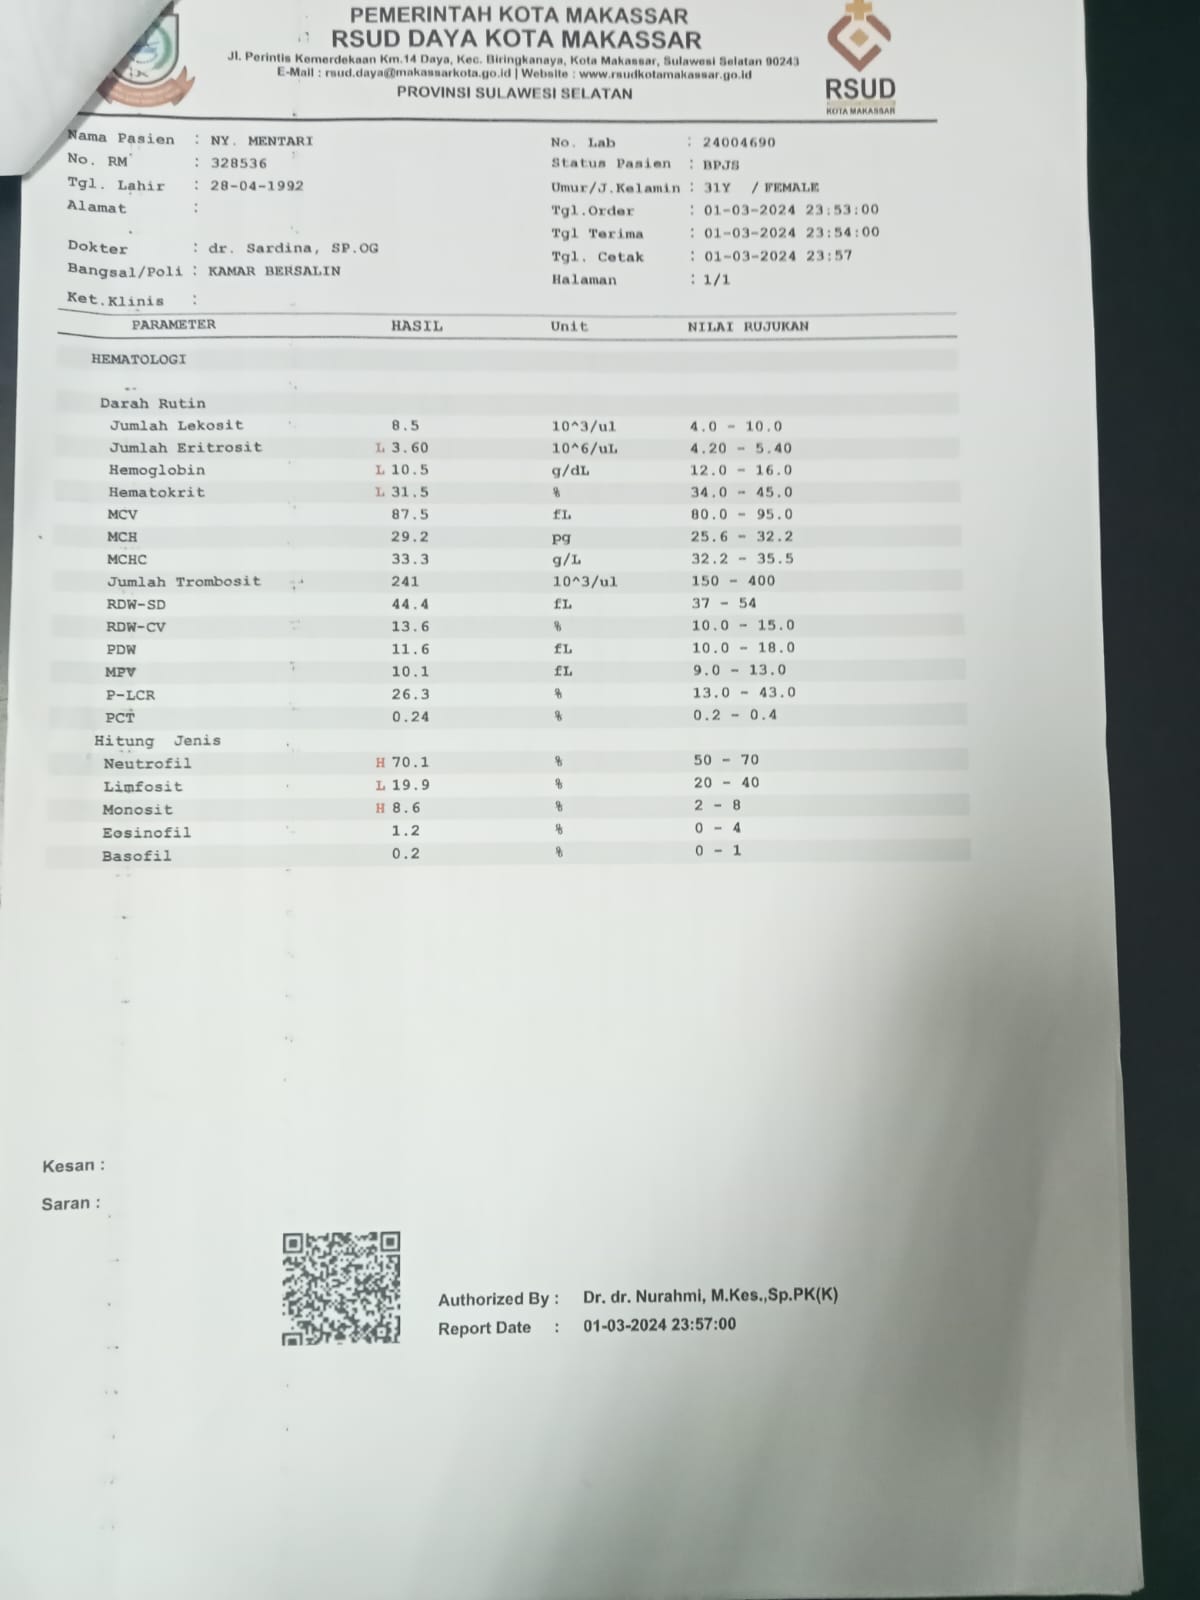 PEMERINTAH KOTA MAKASSAR
RSUD DAYA KOTA MAKASSAR
Jl. Perintis Kemerdekaan Km.14 Daya, Kec. Biringkanaya, Kota Makassar, Sulawesi Selatan 90243
E-Mail : rsud.daya@makassarkota.go.id | Website : www.rsudkotamakassar.go.id
PROVINSI SULAWESI SELATAN
RSUD
KOTA MAKASSAR
Nama Pasien : NY. MENTARI No. Lab : 24004690
No. RM : 328536 Status Pasien : BPJS
Tgl. Lahir : 28-04-1992 Umur/J.Kelamin : 31Y / FEMALE
Alamat : Tgl.Order : 01-03-2024 23:53:00
Tgl Terima : 01-03-2024 23:54:00
Dokter : dr. Sardina, SP.OG Tgl. Cetak : 01-03-2024 23:57
Bangsal/Poli : KAMAR BERSALIN Halaman : 1/1
Ket.Klinis :
PARAMETER HASIL Unit NILAI RUJUKAN
HEMATOLOGI
Darah Rutin
Jumlah Lekosit 8.5 10^3/ul 4.0 - 10.0
Jumlah Eritrosit L 3.60 10^6/uL 4.20 - 5.40
Hemoglobin L 10.5 g/dL 12.0 - 16.0
Hematokrit L 31.5 % 34.0 - 45.0
MCV 87.5 fL 80.0 - 95.0
MCH 29.2 pg 25.6 - 32.2
MCHC 33.3 g/L 32.2 - 35.5
Jumlah Trombosit 241 10^3/ul 150 - 400
RDW-SD 44.4 fL 37 - 54
RDW-CV 13.6 % 10.0 - 15.0
PDW 11.6 fL 10.0 - 18.0
MPV 10.1 fL 9.0 - 13.0
P-LCR 26.3 % 13.0 - 43.0
PCT 0.24 % 0.2 - 0.4
Hitung Jenis
Neutrofil H 70.1 % 50 - 70
Limfosit L 19.9 % 20 - 40
Monosit H 8.6 % 2 - 8
Eosinofil 1.2 % 0 - 4
Basofil 0.2 % 0 - 1
Kesan :
Saran :
Authorized By : Dr. dr. Nurahmi, M.Kes.,Sp.PK(K)
Report Date : 01-03-2024 23:57:00